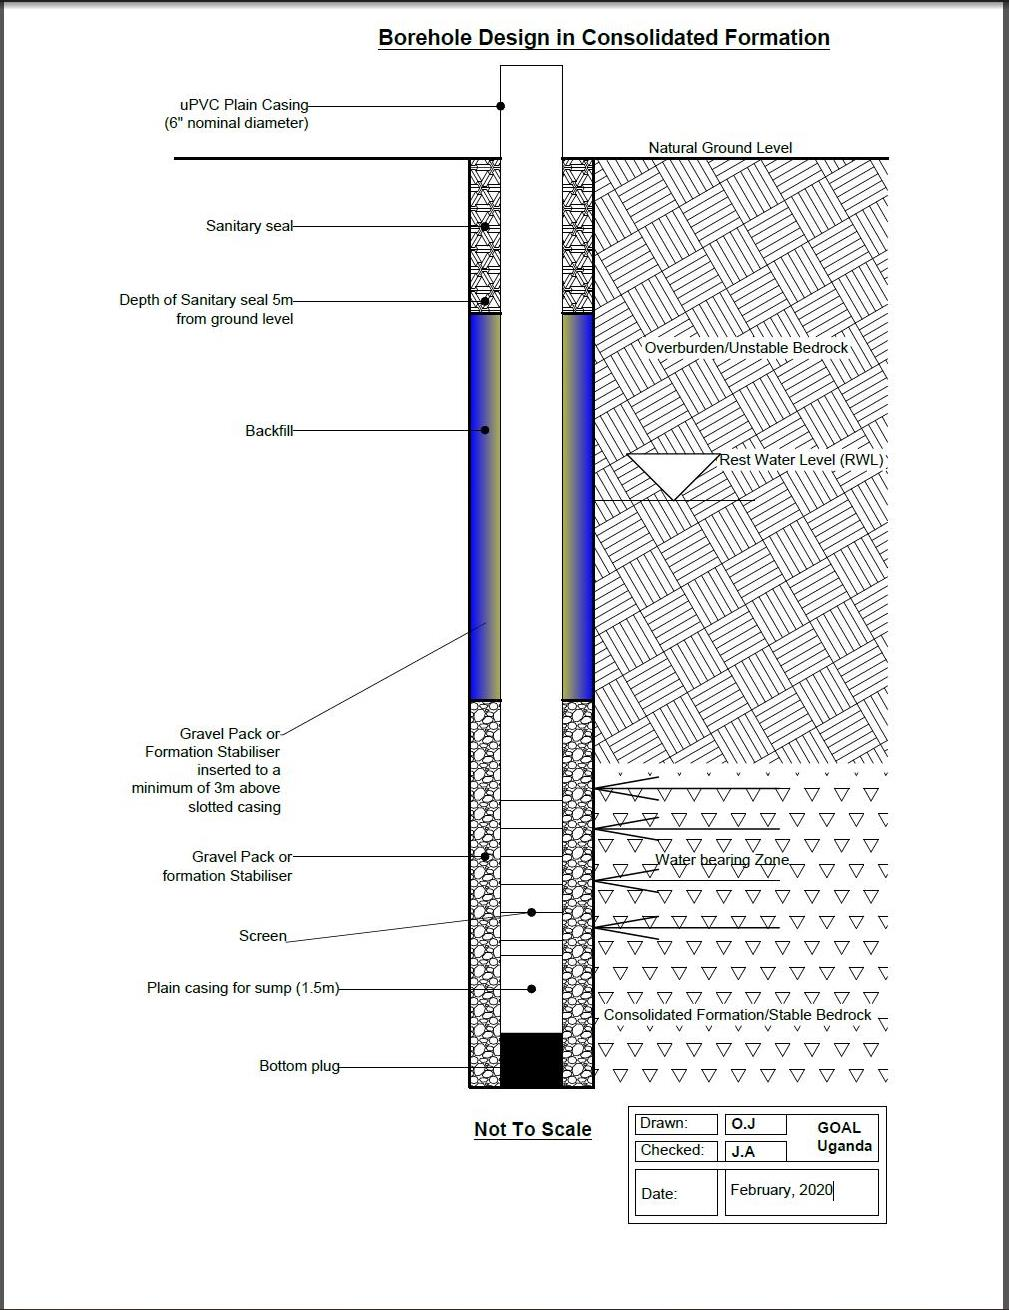 Borehole Design in Consolidated Formation
uPVC Plain Casing
(6" nominal diameter)
Natural Ground Level
Sanitary seal
Depth of Sanitary seal 5m
from ground level
Overburden/Unstable Bedrock
Backfill
Rest Water Level (RWL)
Gravel Pack or
Formation Stabiliser
inserted to a
minimum of 3m above
slotted casing
Gravel Pack or
formation Stabiliser
Water bearing Zone
Screen
Plain casing for sump (1.5m)
Consolidated Formation/Stable Bedrock
Bottom plug
Not To Scale
Drawn:
O.J
GOAL
Uganda
Checked:
J.A
Date:
February, 2020